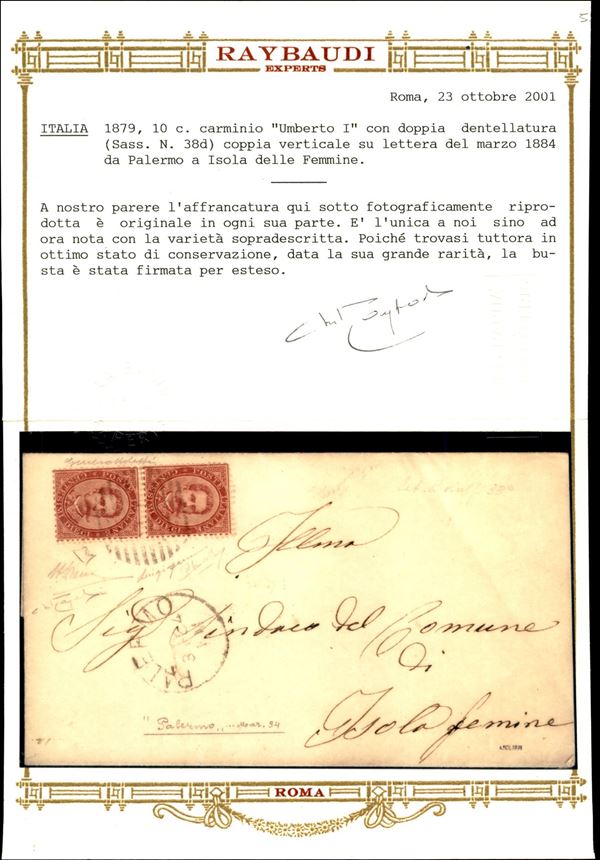 RAYBAUDI
EXPERTS
Roma, 23 ottobre 2001
ITALIA 1879, 10 c. carminio "Umberto I" con doppia dentellatura
(Sass. N. 38d) coppia verticale su lettera del marzo 1884
da Palermo a Isola delle Femmine.
A nostro parere l'affrancatura qui sotto fotograficamente ripro-
dotta è originale in ogni sua parte. E' l'unica a noi sino ad
ora nota con la varietà sopradescritta. Poiché trovasi tuttora in
ottimo stato di conservazione, data la sua grande rarità, la bu-
sta è stata firmata per esteso.
Illmo
PALERMO
Sigr Sindaco del Comune
di
Isola femine
"Palermo" Mar. 84
ROMA